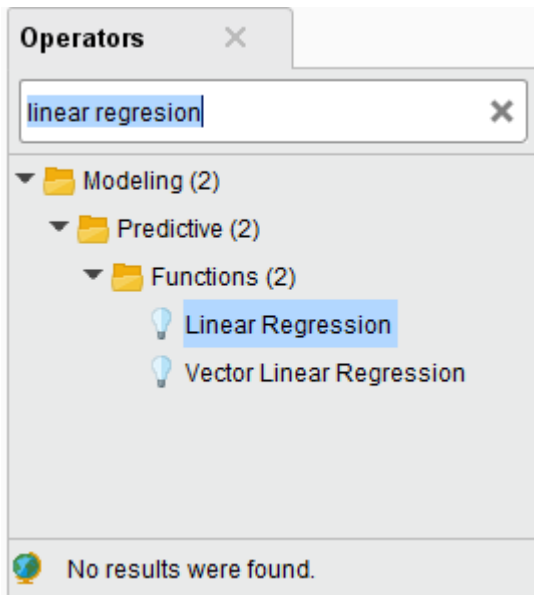 Operators
linear regresion
Modeling (2)
Predictive (2)
Functions (2)
Linear Regression
Vector Linear Regression
No results were found.